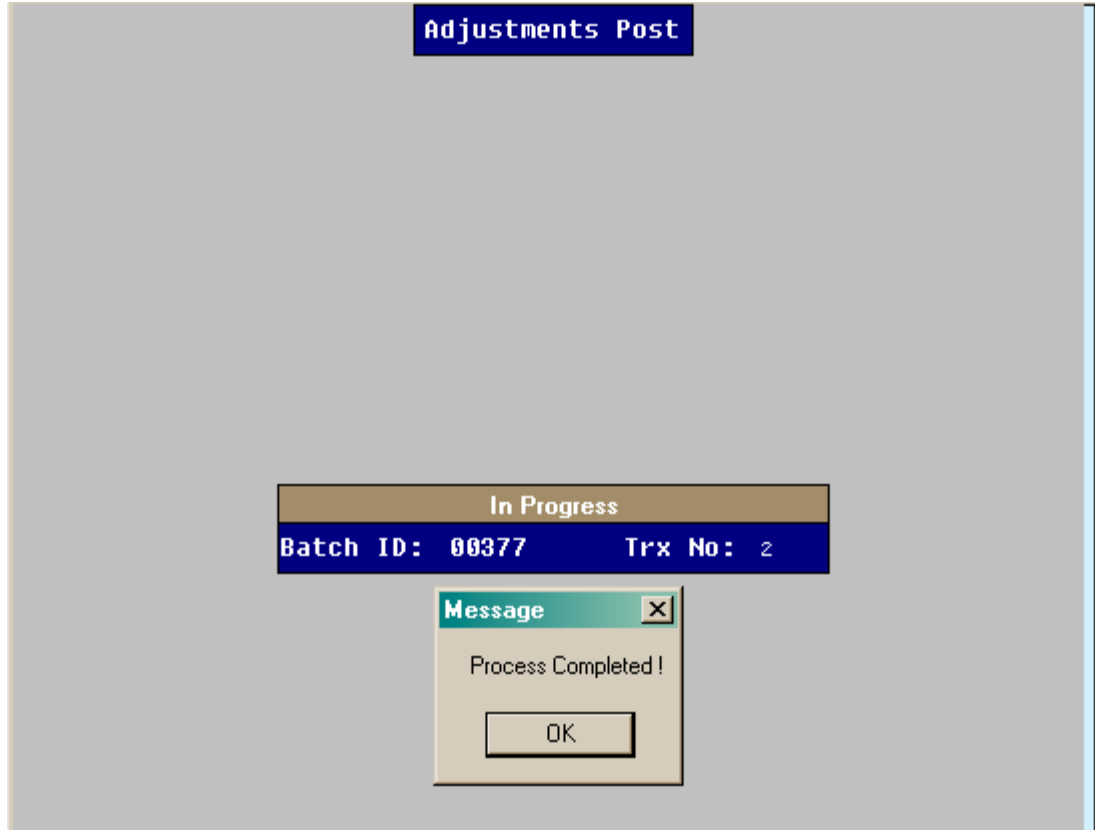 Adjustments Post
In Progress
Batch ID: 00377 Trx No: 2
Message
Process Completed !
OK